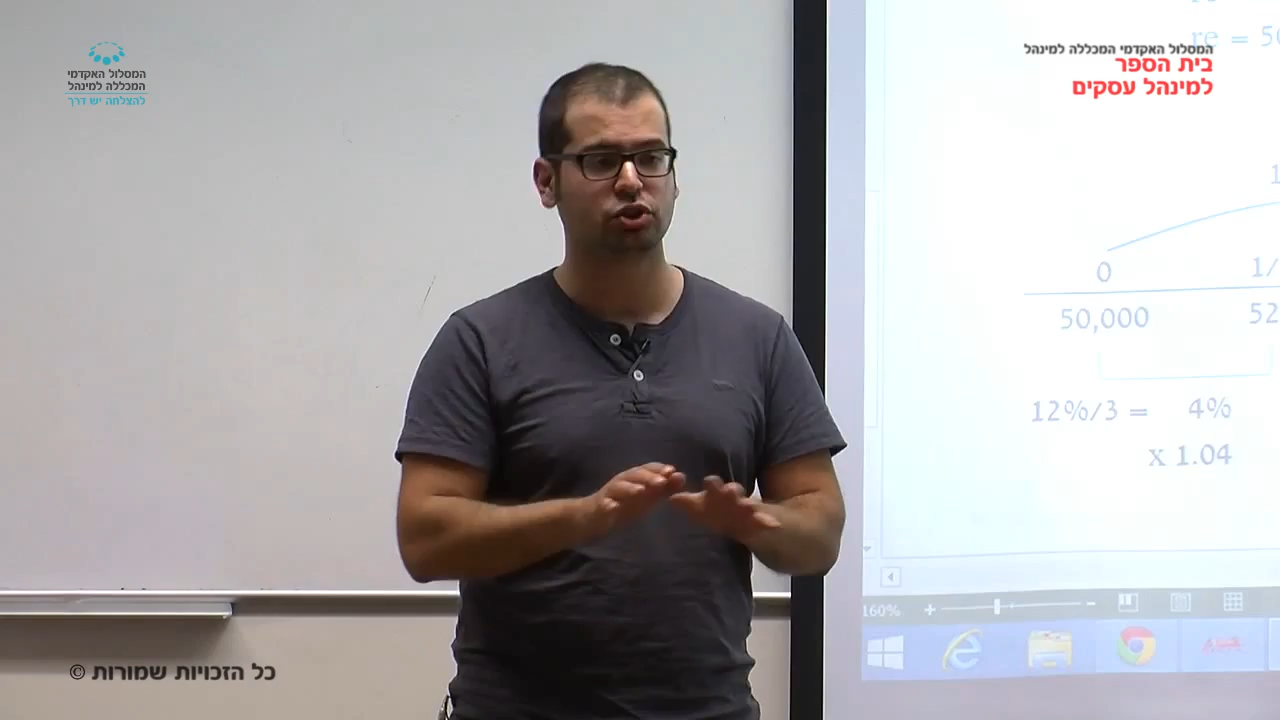 המסלול האקדמי
המכללה למינהל
להצלחה יש דרך
המסלול האקדמי המכללה למינהל
בית הספר
למינהל עסקים
re = 50
0
1/
50,000
52
12%/3 = 4%
x 1.04
160%
כל הזכויות שמורות ©